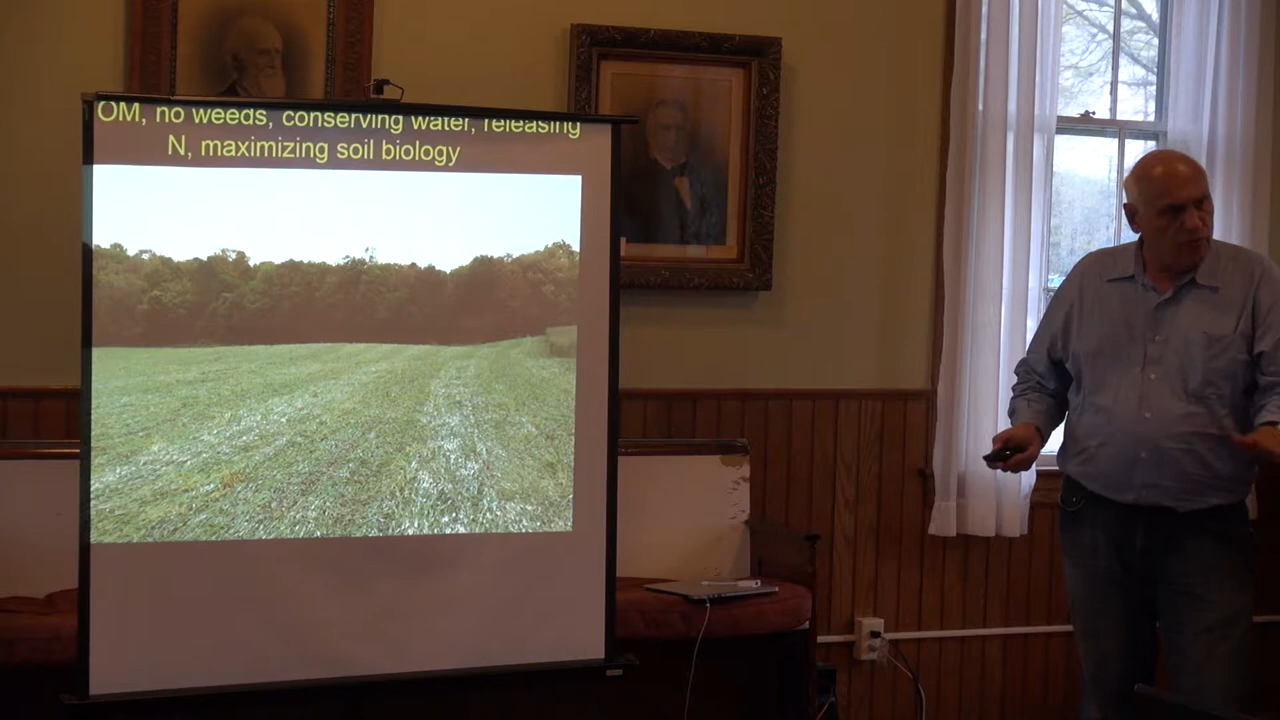 OM, no weeds, conserving water, releasing
N, maximizing soil biology